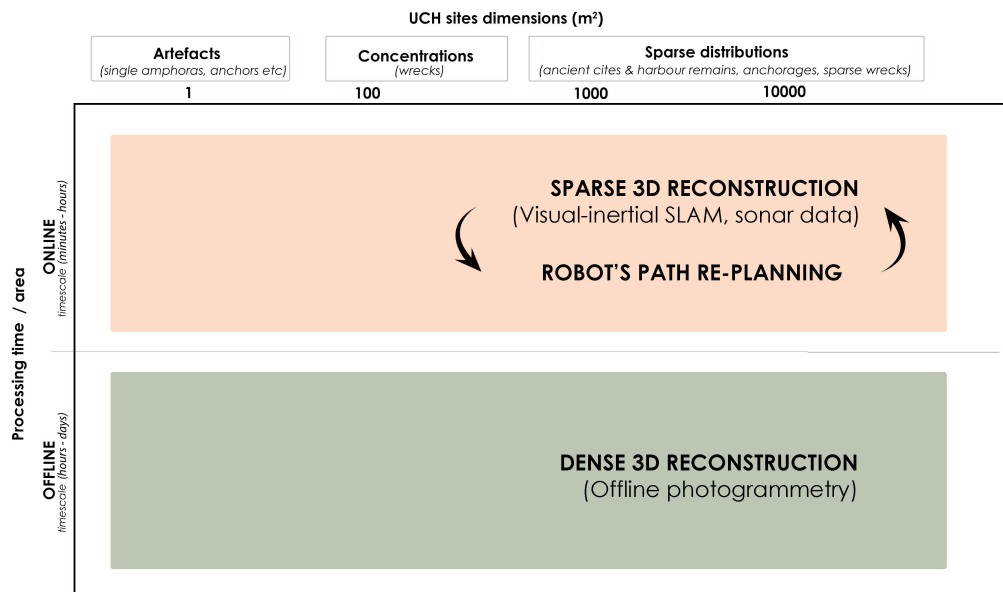 UCH sites dimensions (m²)
Artefacts
(single amphoras, anchors etc)
Concentrations
(wrecks)
Sparse distributions
(ancient cites & harbour remains, anchorages, sparse wrecks)
1
100
1000
10000
Processing time / area
ONLINE
timescale (minutes - hours)
SPARSE 3D RECONSTRUCTION
(Visual-inertial SLAM, sonar data)
ROBOT'S PATH RE-PLANNING
OFFLINE
timescale (hours - days)
DENSE 3D RECONSTRUCTION
(Offline photogrammetry)